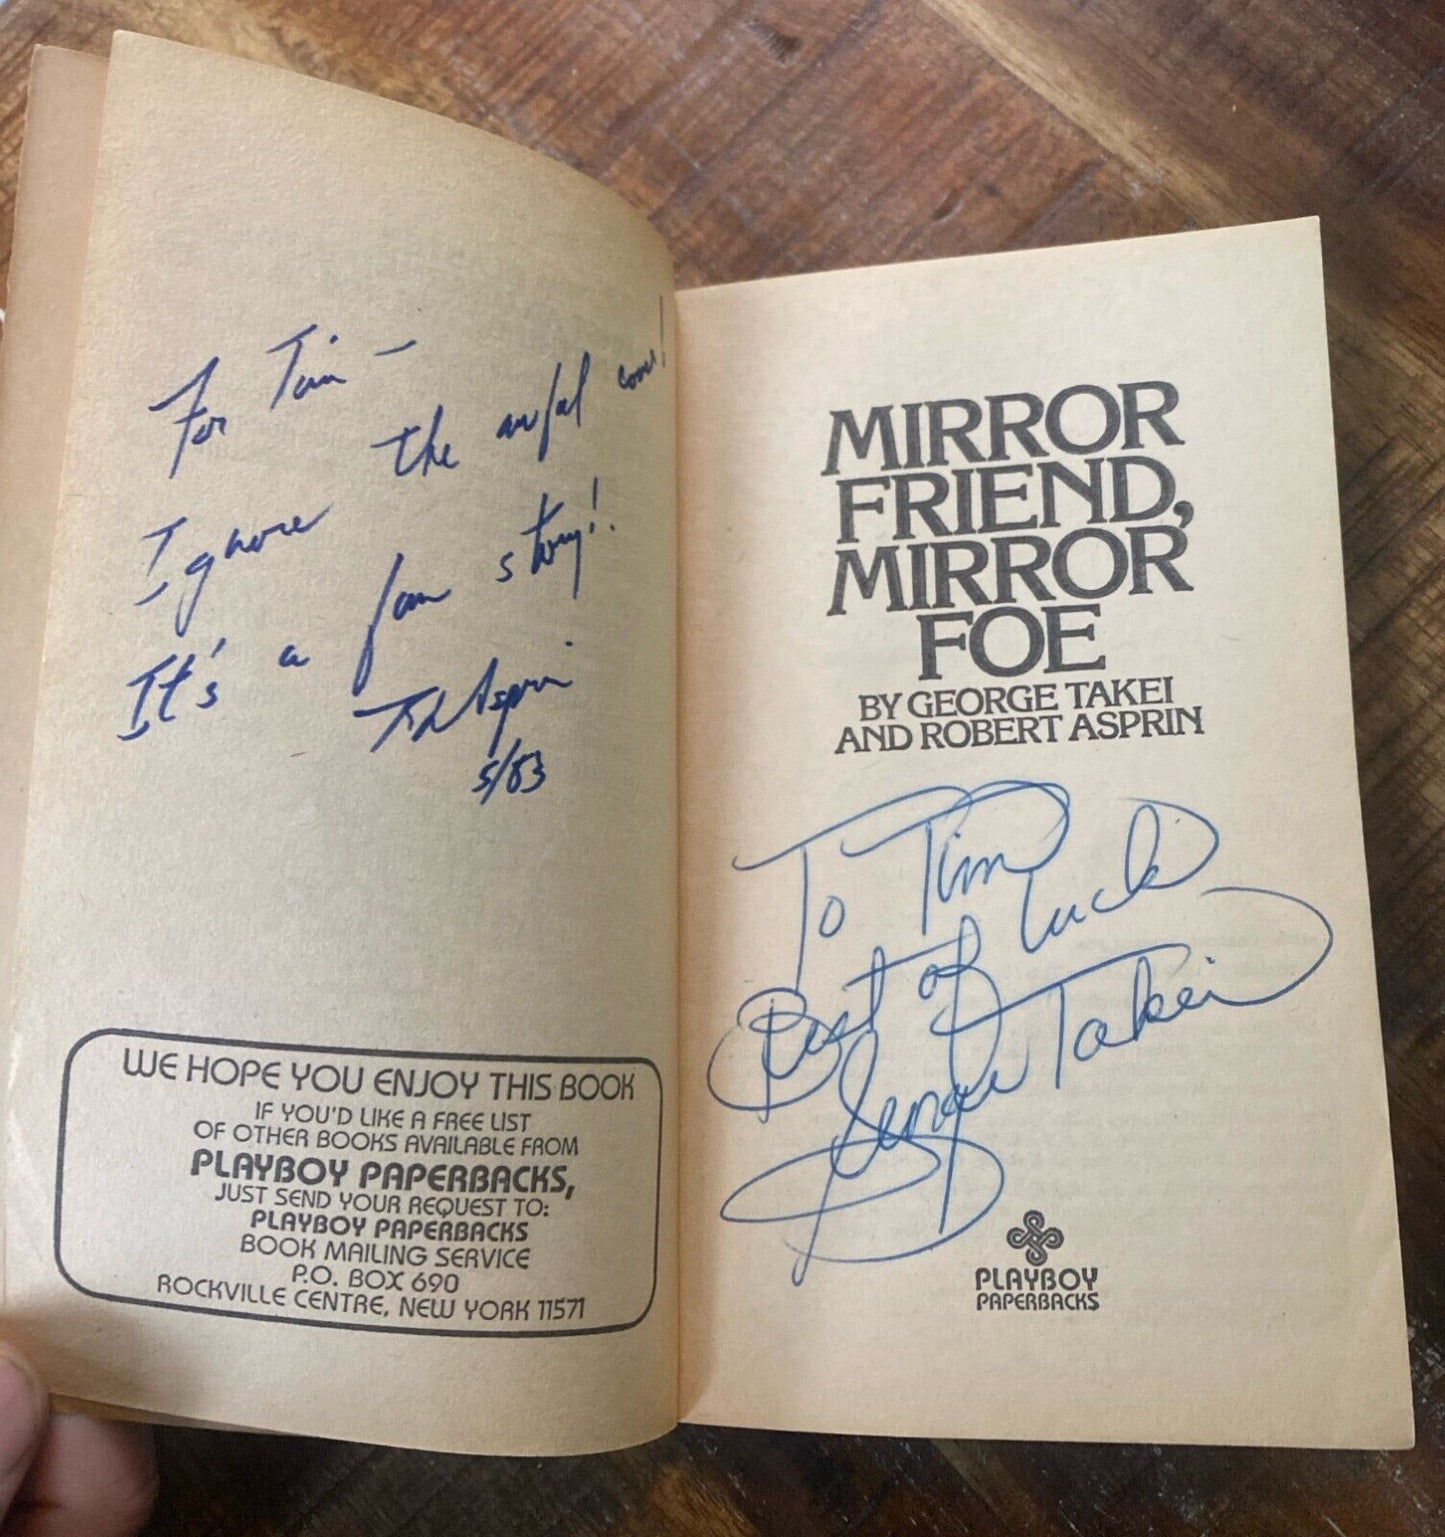 For Tim –
Ignore the awful cover!
It's a fun story!!
Asprin
5/83
WE HOPE YOU ENJOY THIS BOOK
IF YOU'D LIKE A FREE LIST
OF OTHER BOOKS AVAILABLE FROM
PLAYBOY PAPERBACKS,
JUST SEND YOUR REQUEST TO:
PLAYBOY PAPERBACKS
BOOK MAILING SERVICE
P.O. BOX 690
ROCKVILLE CENTRE, NEW YORK 11571
MIRROR
FRIEND,
MIRROR
FOE
BY GEORGE TAKEI
AND ROBERT ASPRIN
To Tim
Best of luck
George Takei
PLAYBOY
PAPERBACKS